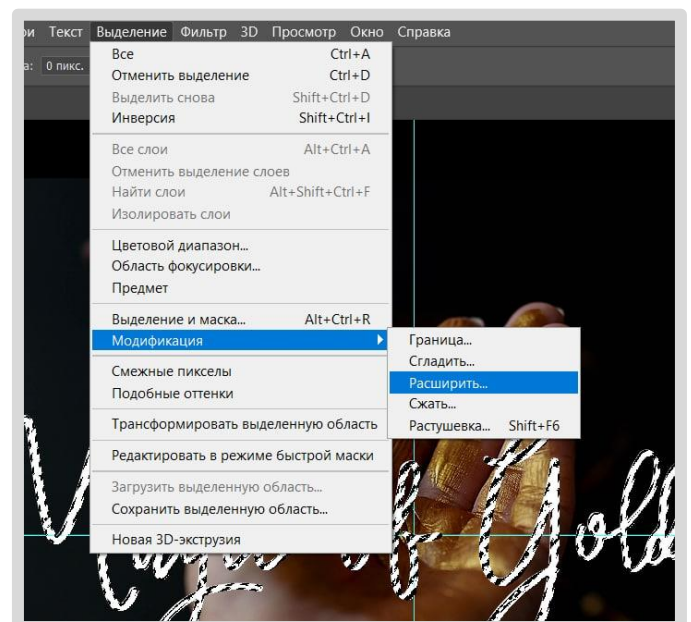 Текст Выделение Фильтр 3D Просмотр Окно Справка
0 пикс.
Все Ctrl+A
Отменить выделение Ctrl+D
Выделить снова Shift+Ctrl+D
Инверсия Shift+Ctrl+I
Все слои Alt+Ctrl+A
Отменить выделение слоев
Найти слои Alt+Shift+Ctrl+F
Изолировать слои
Цветовой диапазон...
Область фокусировки...
Предмет
Выделение и маска... Alt+Ctrl+R
Модификация
Граница...
Сгладить...
Расширить...
Сжать...
Растушевка... Shift+F6
Смежные пикселы
Подобные оттенки
Трансформировать выделенную область
Редактировать в режиме быстрой маски
Загрузить выделенную область...
Сохранить выделенную область...
Новая 3D-экструзия
of Gold